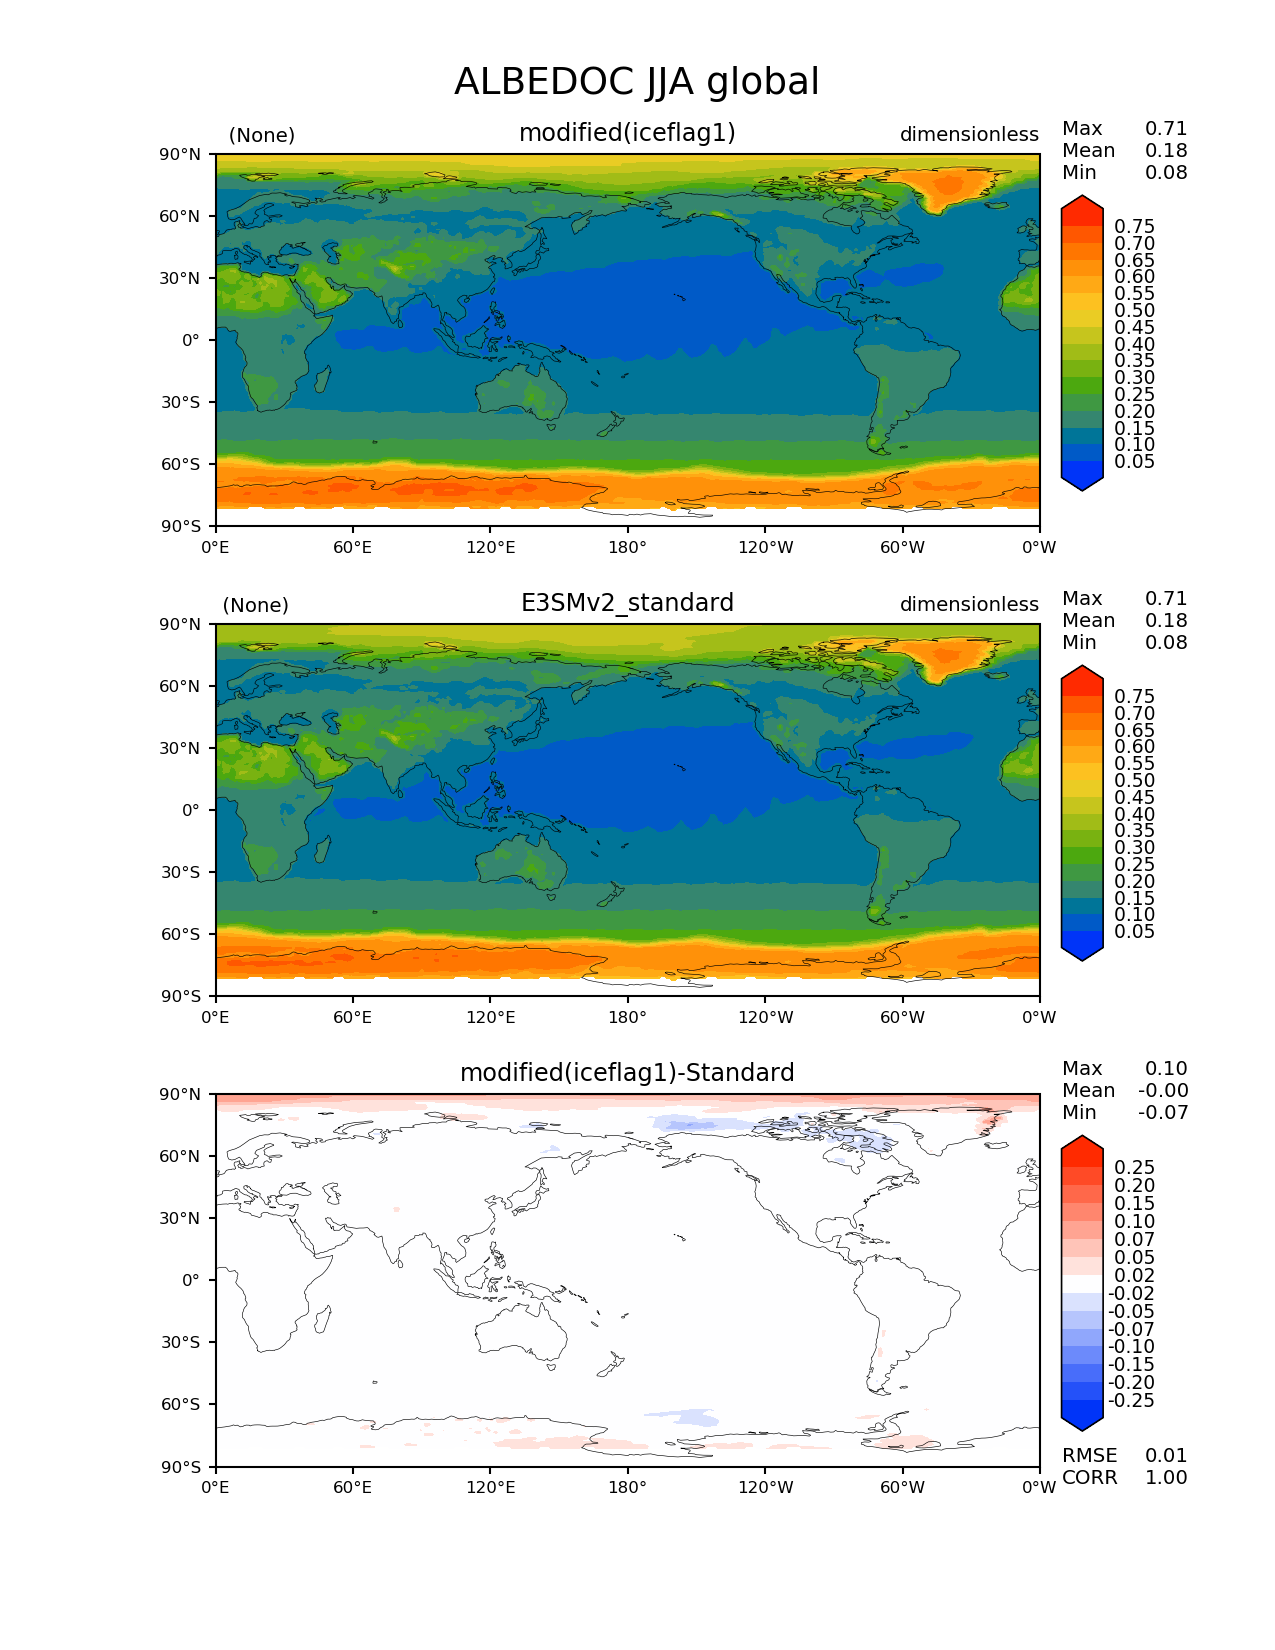 ALBEDOC JJA global
(None) modified(iceflag1) dimensionless
Max 0.71
Mean 0.18
Min 0.08
90°N
60°N
30°N
0°
30°S
60°S
90°S
0°E 60°E 120°E 180° 120°W 60°W 0°W
0.75
0.70
0.65
0.60
0.55
0.50
0.45
0.40
0.35
0.30
0.25
0.20
0.15
0.10
0.05
(None) E3SMv2_standard dimensionless
Max 0.71
Mean 0.18
Min 0.08
90°N
60°N
30°N
0°
30°S
60°S
90°S
0°E 60°E 120°E 180° 120°W 60°W 0°W
0.75
0.70
0.65
0.60
0.55
0.50
0.45
0.40
0.35
0.30
0.25
0.20
0.15
0.10
0.05
modified(iceflag1)-Standard
Max 0.10
Mean -0.00
Min -0.07
90°N
60°N
30°N
0°
30°S
60°S
90°S
0°E 60°E 120°E 180° 120°W 60°W 0°W
0.25
0.20
0.15
0.10
0.07
0.05
0.02
-0.02
-0.05
-0.07
-0.10
-0.15
-0.20
-0.25
RMSE 0.01
CORR 1.00